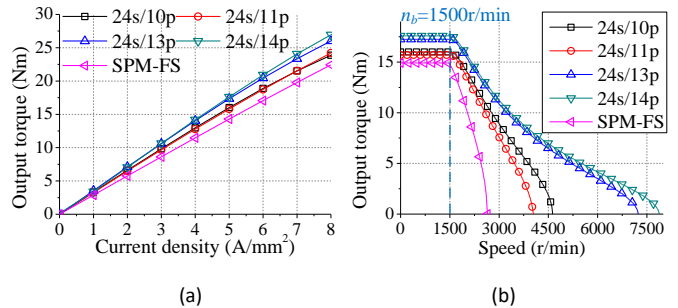 24s/10p 24s/11p
24s/13p 24s/14p
SPM-FS
Output torque (Nm)
30
25
20
15
10
5
0
0 1 2 3 4 5 6 7 8
Current density (A/mm²)
(a)
n_b=1500r/min
24s/10p
24s/11p
24s/13p
24s/14p
SPM-FS
Output torque (Nm)
15
10
5
0
0 1500 3000 4500 6000 7500
Speed (r/min)
(b)